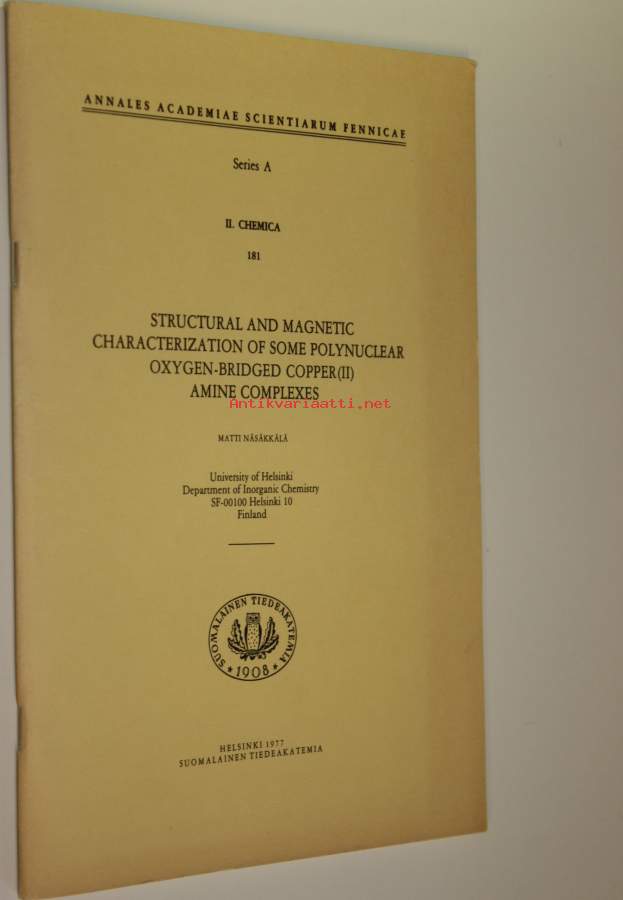 ANNALES ACADEMIAE SCIENTIARUM FENNICAE
Series A
II. CHEMICA
181
STRUCTURAL AND MAGNETIC
CHARACTERIZATION OF SOME POLYNUCLEAR
OXYGEN-BRIDGED COPPER(II)
AMINE COMPLEXES
Antikvariaatti.net
MATTI NÄSÄKKÄLÄ
University of Helsinki
Department of Inorganic Chemistry
SF-00100 Helsinki 10
Finland
SUOMALAINEN TIEDEAKATEMIA
* 1908 *
HELSINKI 1977
SUOMALAINEN TIEDEAKATEMIA